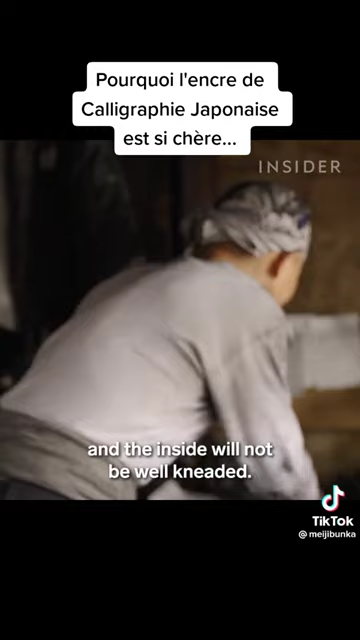 Pourquoi l'encre de
Calligraphie Japonaise
est si chère...
INSIDER
and the inside will not
be well kneaded.
TikTok
@meijibunka